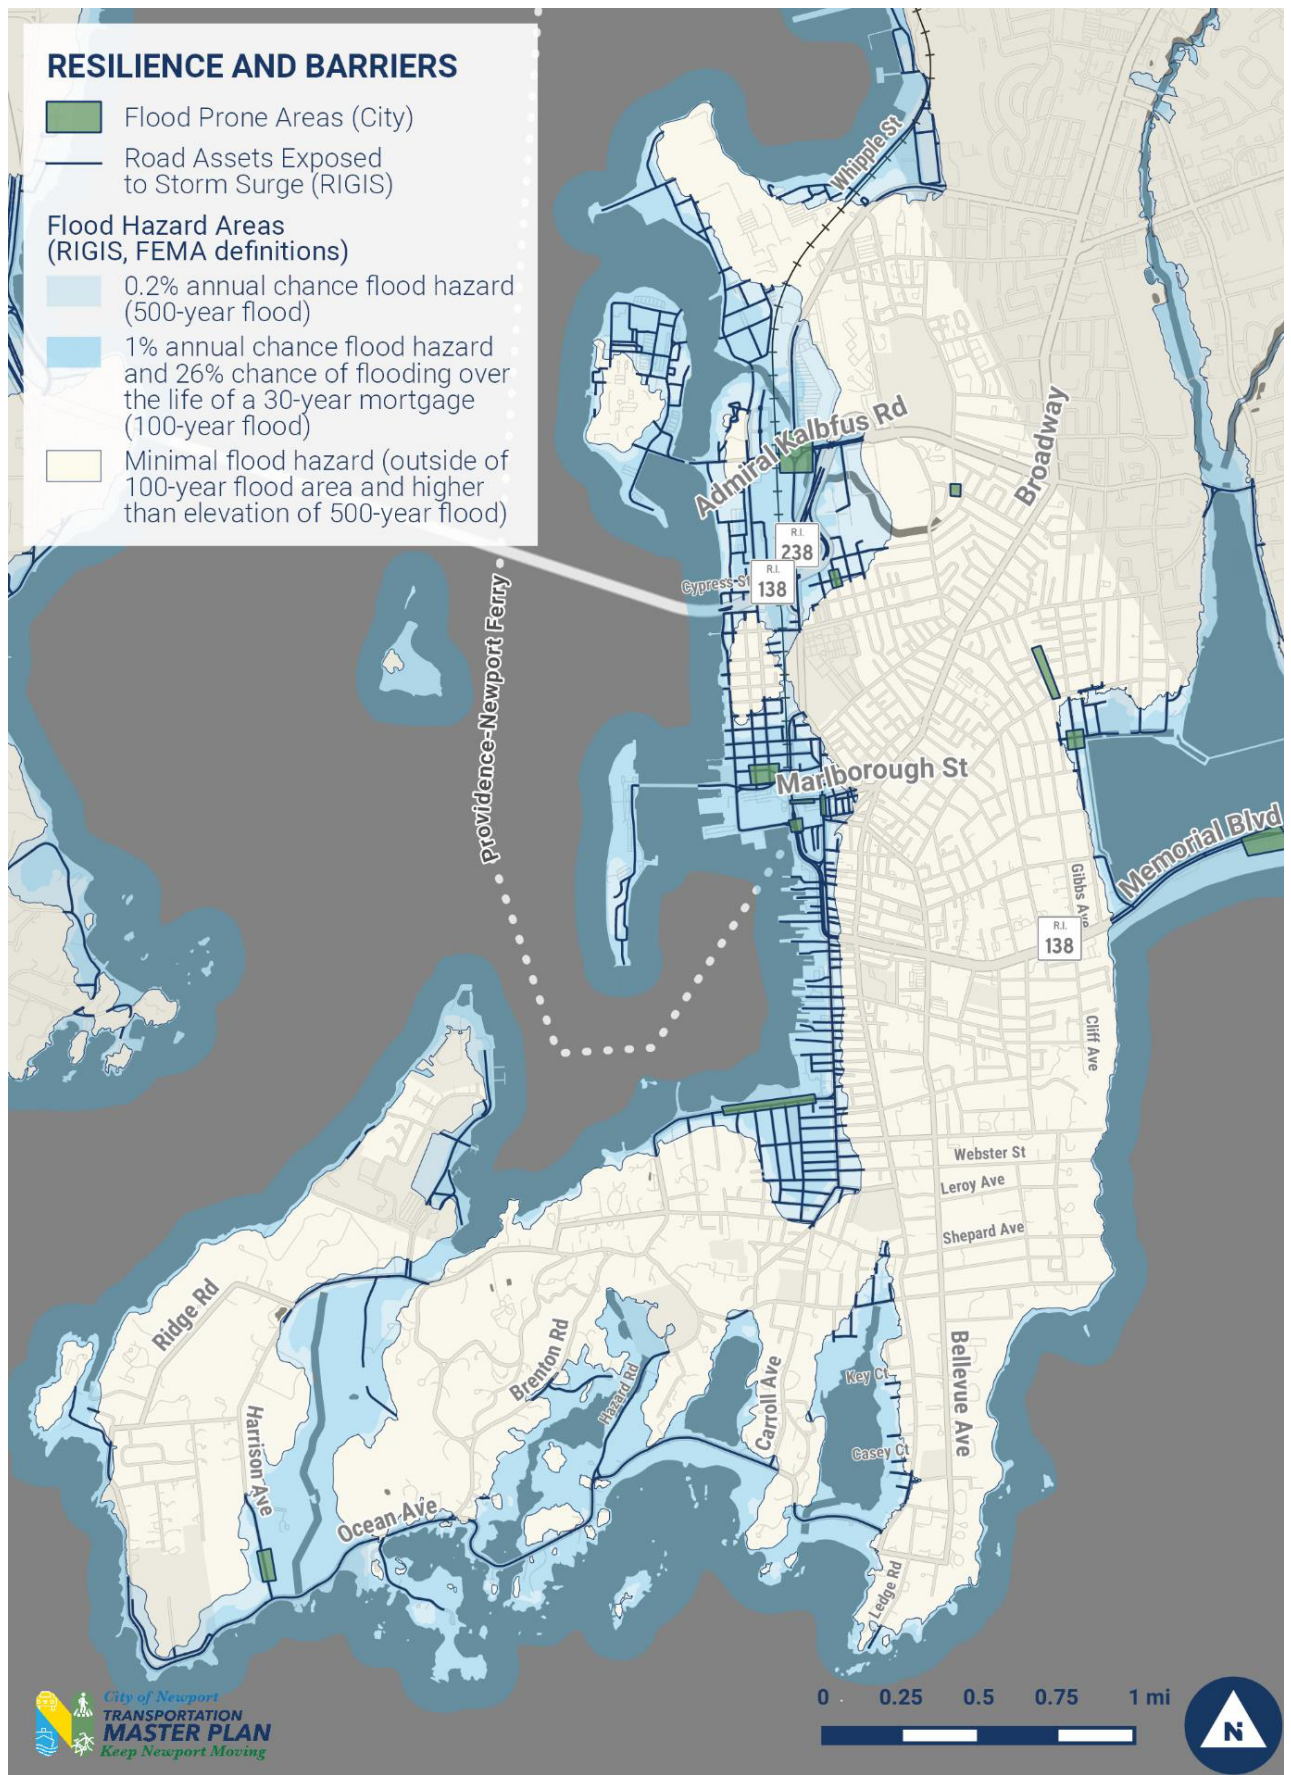 RESILIENCE AND BARRIERS
Flood Prone Areas (City)
Road Assets Exposed
to Storm Surge (RIGIS)
Flood Hazard Areas
(RIGIS, FEMA definitions)
0.2% annual chance flood hazard
(500-year flood)
1% annual chance flood hazard
and 26% chance of flooding over
the life of a 30-year mortgage
(100-year flood)
Minimal flood hazard (outside of
100-year flood area and higher
than elevation of 500-year flood)
Whipple St
Admiral Kalbfus Rd
Broadway
R.I.
238
Cypress St
R.I.
138
Providence-Newport Ferry
Marlborough St
Memorial Blvd
Gibbs Ave
R.I.
138
Cliff Ave
Webster St
Leroy Ave
Shepard Ave
Ridge Rd
Brenton Rd
Hazard Rd
Carroll Ave
Key Ct
Bellevue Ave
Harrison Ave
Casey Ct
Ocean Ave
Ledge Rd
City of Newport
TRANSPORTATION
MASTER PLAN
Keep Newport Moving
0 0.25 0.5 0.75 1 mi
N